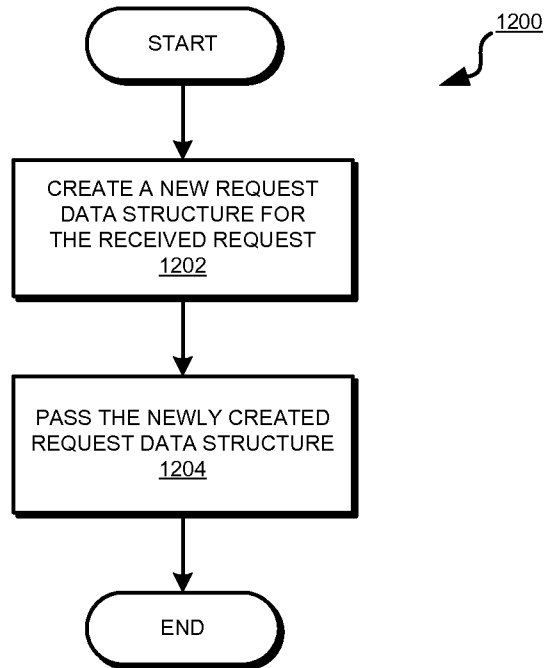 START
1200
CREATE A NEW REQUEST
DATA STRUCTURE FOR
THE RECEIVED REQUEST
1202
PASS THE NEWLY CREATED
REQUEST DATA STRUCTURE
1204
END